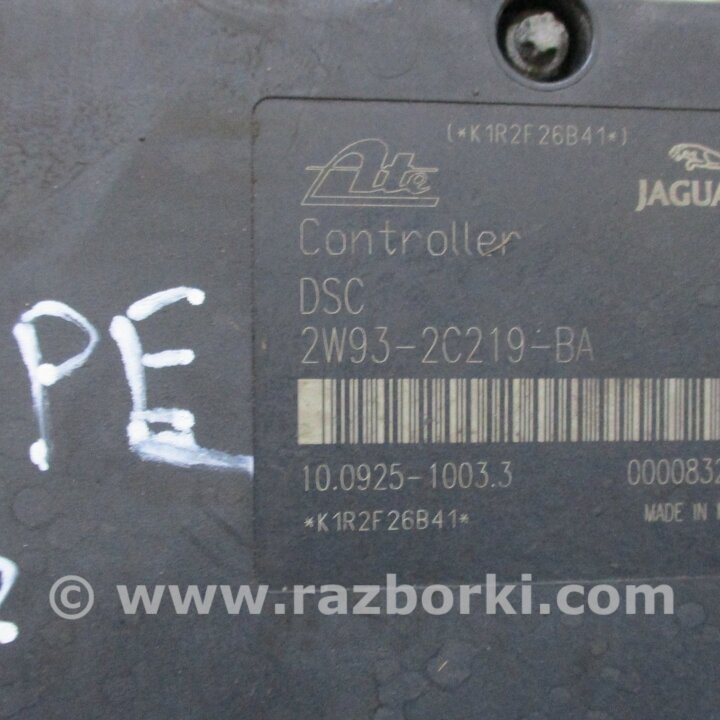 (*K1R2F26B41*)
Ate
JAGUA
Controller
DSC
2W93-2C219-BA
PE
10.0925-1003.3
0000832
*K1R2F26B41*
MADE IN
2
© www.razborki.com